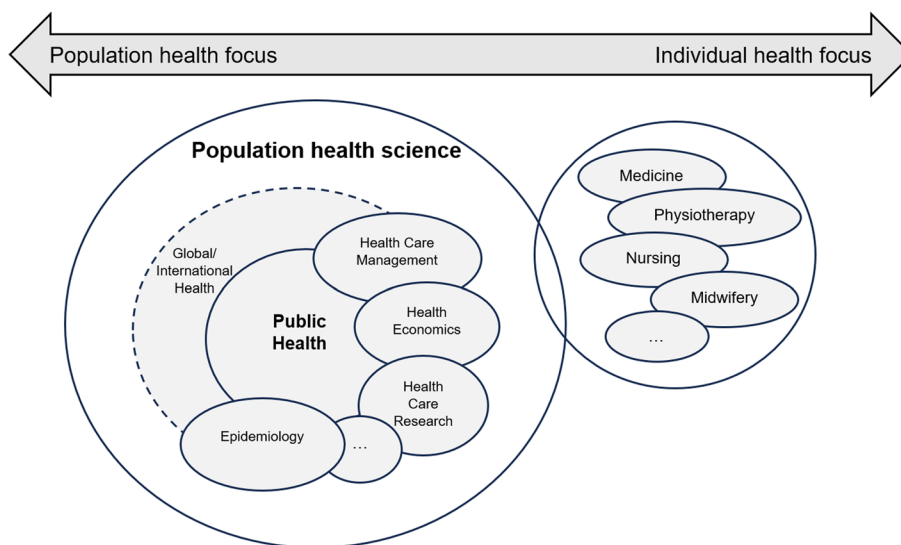 Population health focus
Individual health focus
Population health science
Global/
International
Health
Public
Health
Health Care
Management
Health
Economics
Health
Care
Research
Epidemiology
…
Medicine
Physiotherapy
Nursing
Midwifery
…